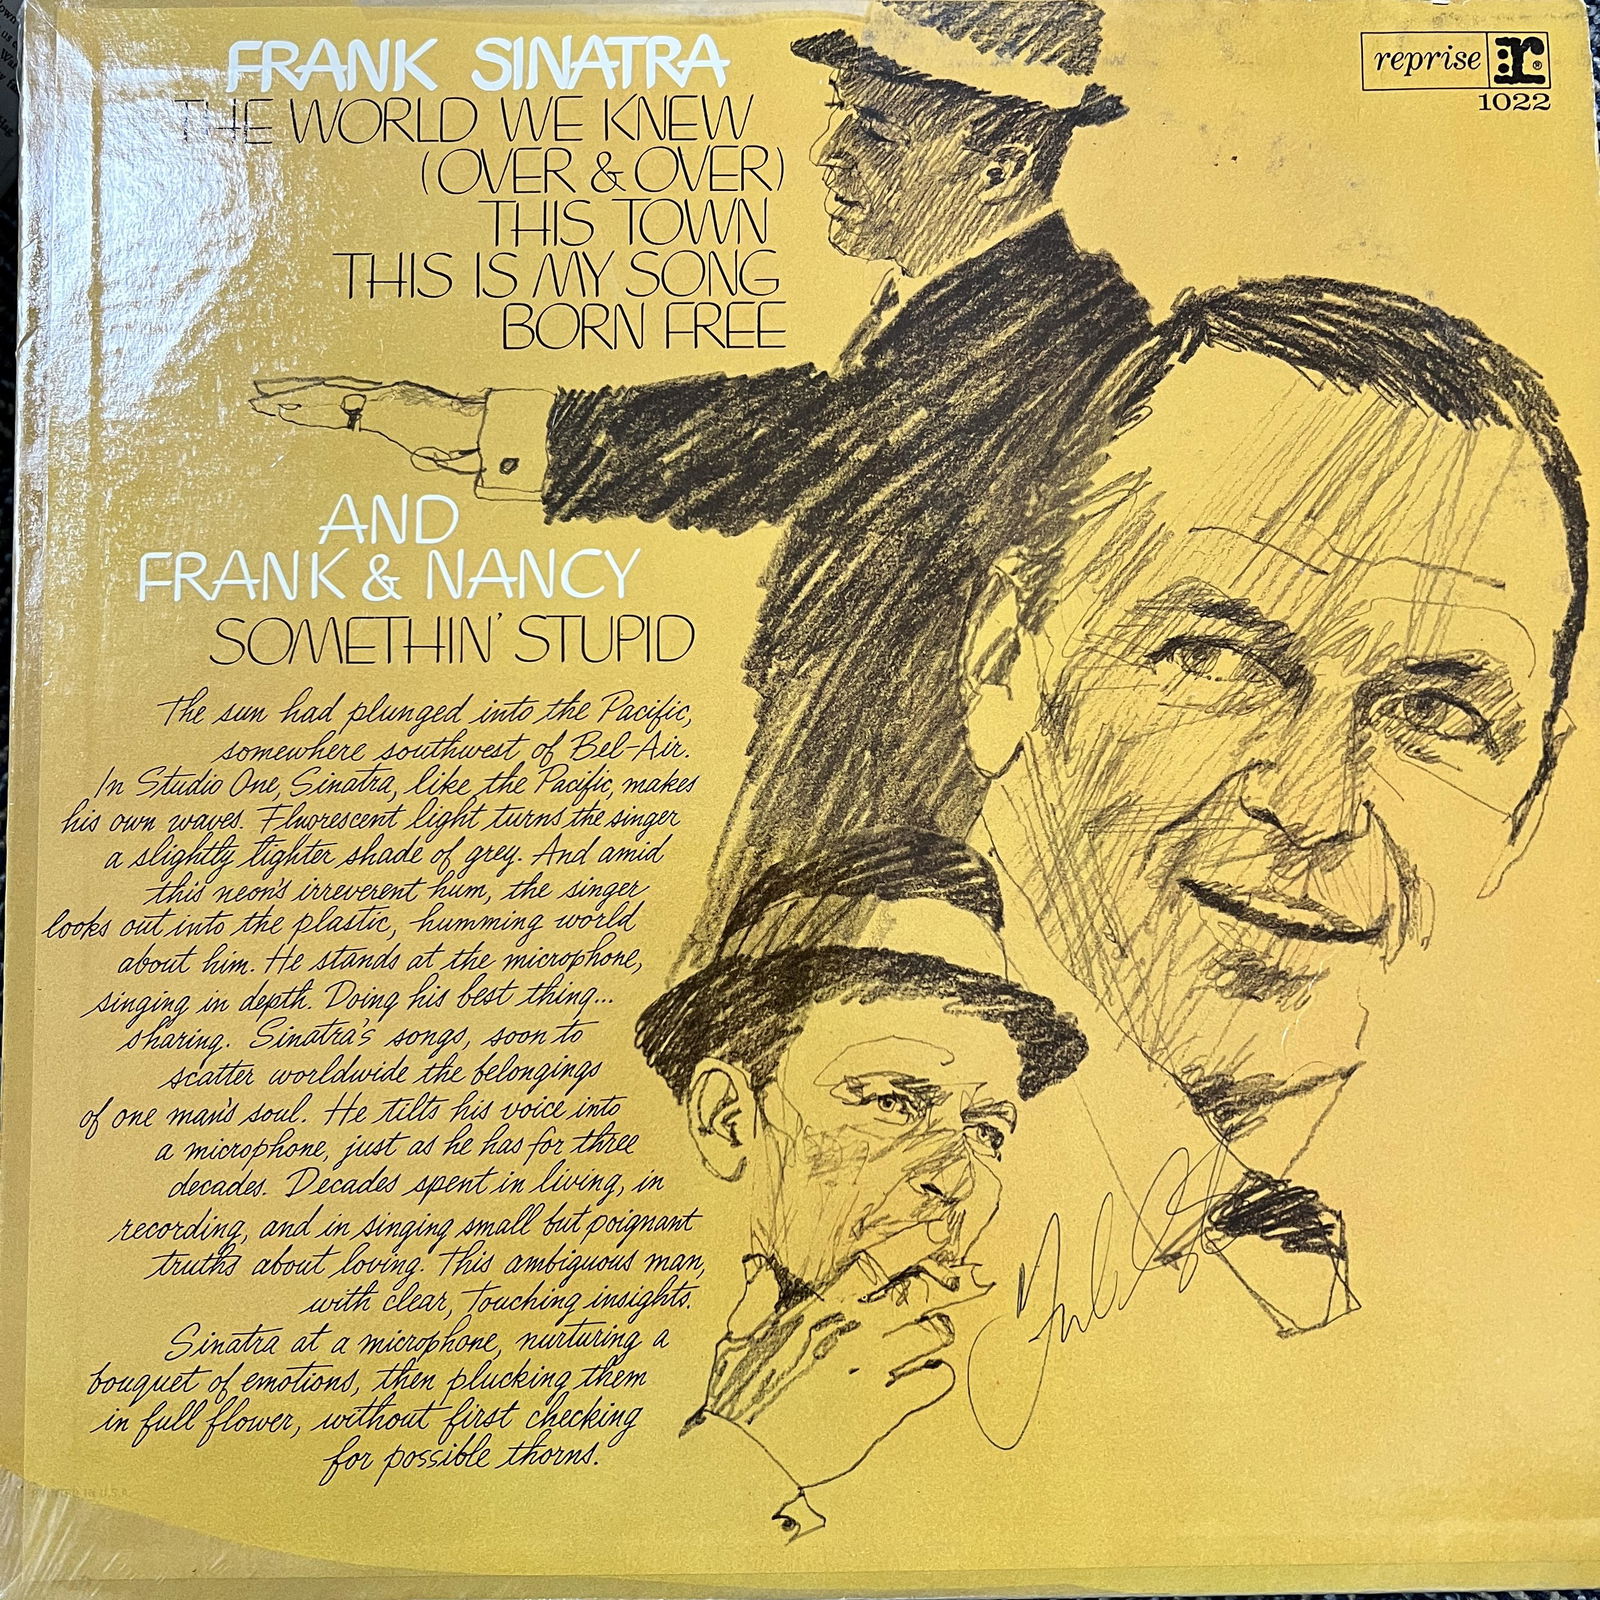 FRANK SINATRA
THE WORLD WE KNEW
(OVER & OVER)
THIS TOWN
THIS IS MY SONG
BORN FREE
reprise r
1022
AND
FRANK & NANCY
SOMETHIN' STUPID
The sun had plunged into the Pacific,
somewhere southwest of Bel-Air.
In Studio One, Sinatra, like the Pacific, makes
his own waves. Fluorescent light turns the singer
a slightly lighter shade of grey. And amid
this neon's irreverent hum, the singer
looks out into the plastic, humming world
about him. He stands at the microphone,
singing in depth. Doing his best thing...
sharing. Sinatra's songs, soon to
scatter worldwide the belongings
of one man's soul. He tilts his voice into
a microphone, just as he has for three
decades. Decades spent in living, in
recording, and in singing small but poignant
truths about loving. This ambiguous man,
with clear, touching insights.
Sinatra at a microphone, nurturing a
bouquet of emotions, then plucking them
in full flower, without first checking
for possible thorns.
PRINTED IN U.S.A.